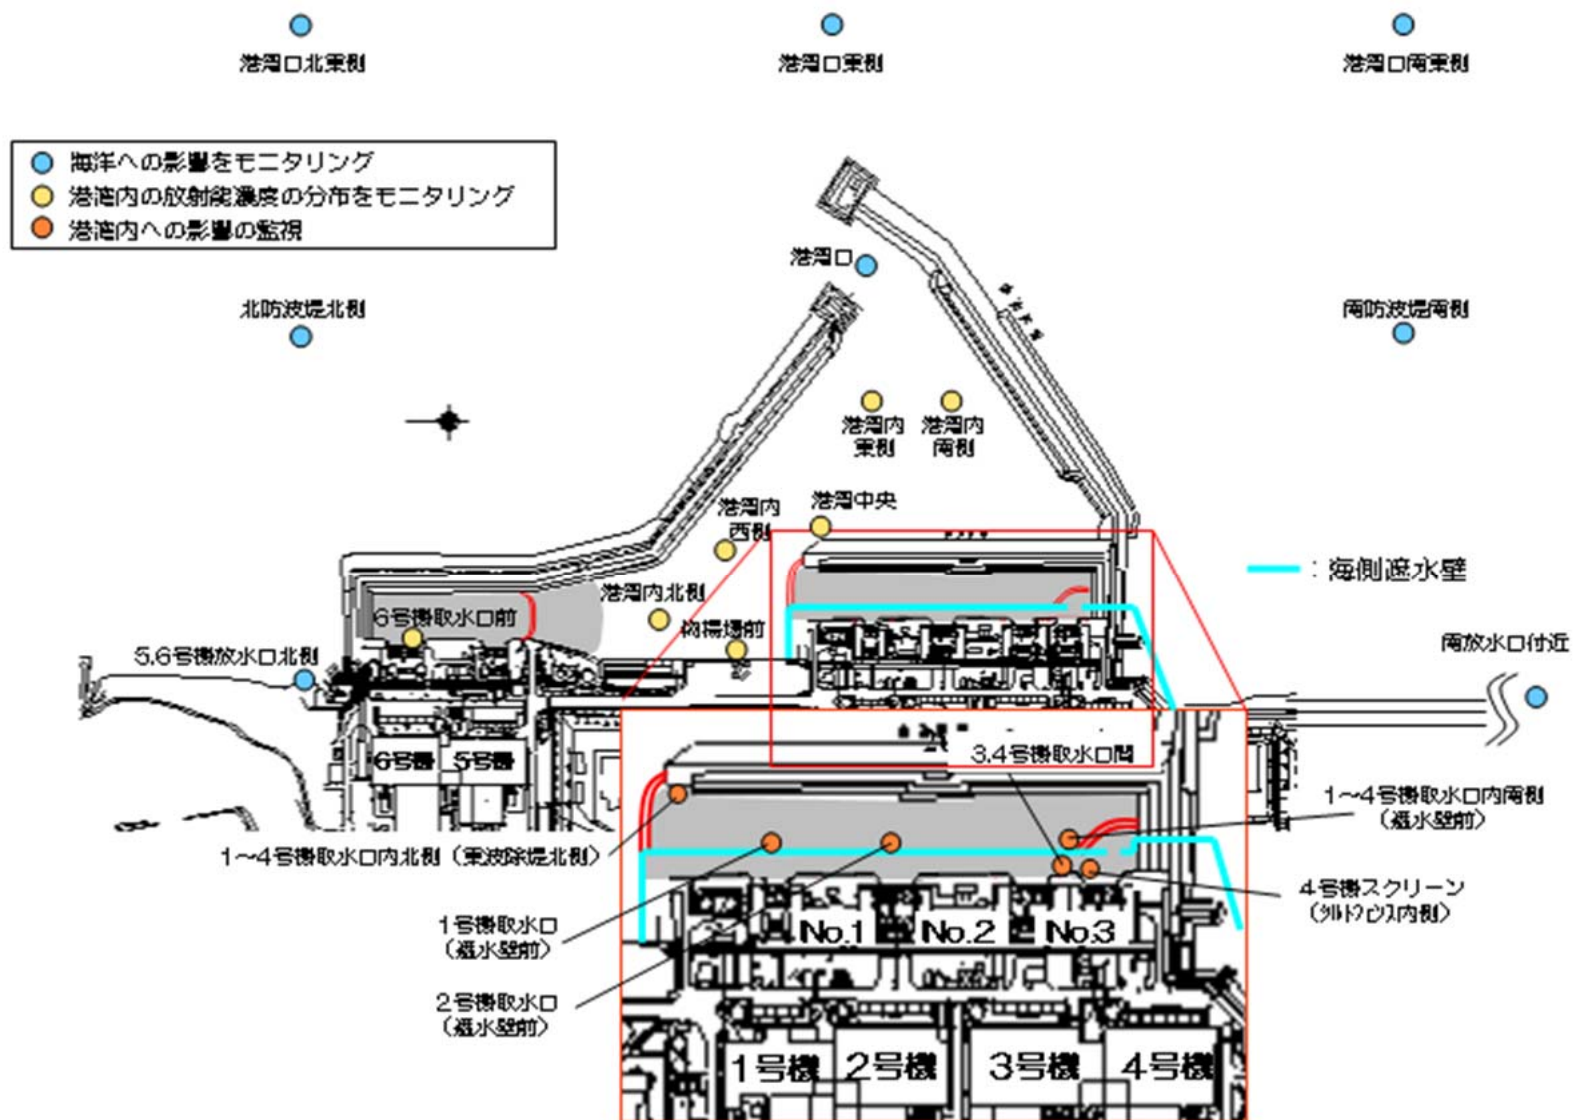 港湾口北東側
港湾口東側
港湾口南東側
海洋への影響をモニタリング
港湾内の放射能濃度の分布をモニタリング
港湾内への影響の監視
港湾口
北防波堤北側
南防波堤南側
港湾内
東側
港湾内
南側
港湾内
西側
港湾中央
：海側遮水壁
港湾内北側
物揚場前
6号機取水口前
5,6号機放水口北側
南放水口付近
6号機
5号機
3,4号機取水口間
1～4号機取水口内南側
（遮水壁前）
1～4号機取水口内北側（東波除堤北側）
4号機スクリーン
（シルトフェンス内側）
1号機取水口
（遮水壁前）
No.1
No.2
No.3
2号機取水口
（遮水壁前）
1号機
2号機
3号機
4号機